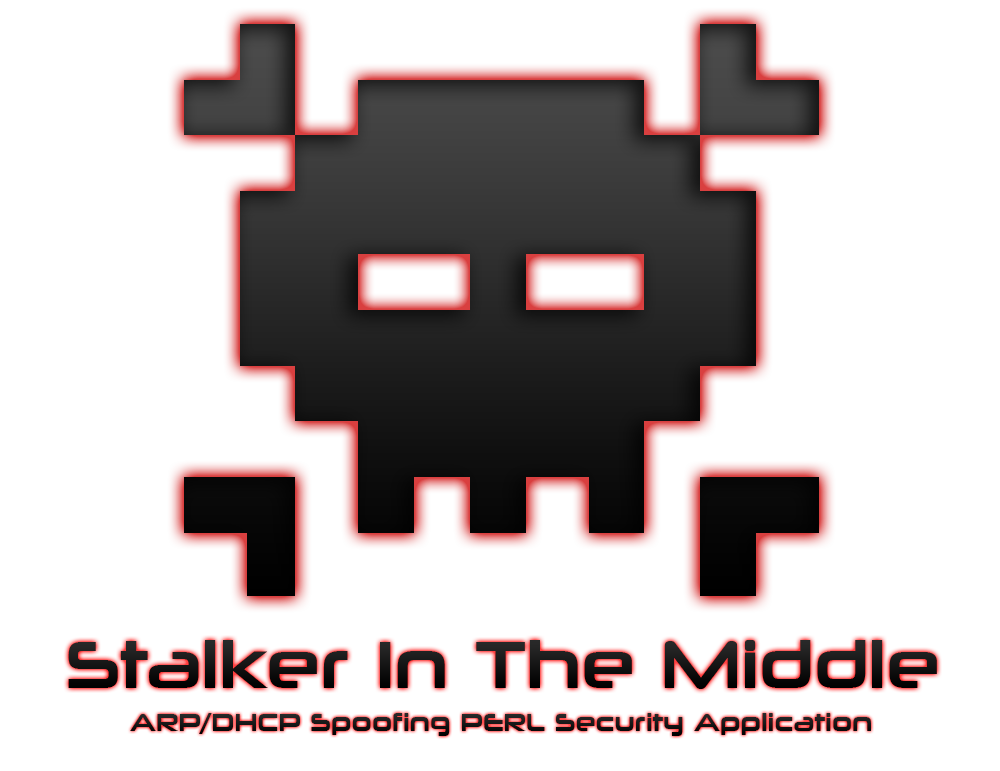 Stalker In The Middle
ARP/DHCP Spoofing PERL Security Application